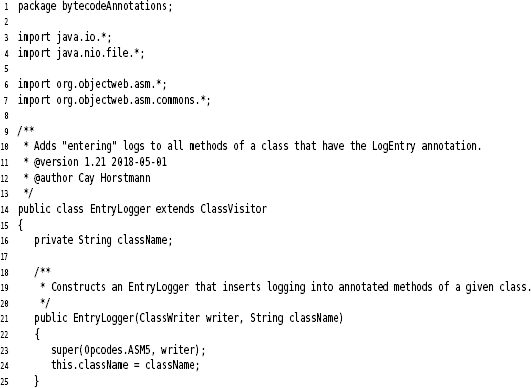 1 package bytecodeAnnotations;
2
3 import java.io.*;
4 import java.nio.file.*;
5
6 import org.objectweb.asm.*;
7 import org.objectweb.asm.commons.*;
8
9 /**
10  * Adds "entering" logs to all methods of a class that have the LogEntry annotation.
11  * @version 1.21 2018-05-01
12  * @author Cay Horstmann
13  */
14 public class EntryLogger extends ClassVisitor
15 {
16    private String className;
17
18    /**
19     * Constructs an EntryLogger that inserts logging into annotated methods of a given class.
20     */
21    public EntryLogger(ClassWriter writer, String className)
22    {
23       super(Opcodes.ASM5, writer);
24       this.className = className;
25    }